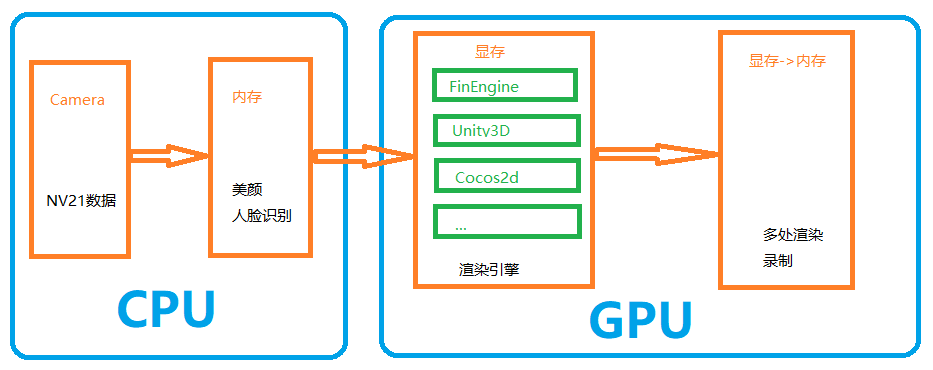 Camera
NV21数据
内存
美颜
人脸识别
CPU
显存
FinEngine
Unity3D
Cocos2d
...
渲染引擎
显存->内存
多处渲染
录制
GPU